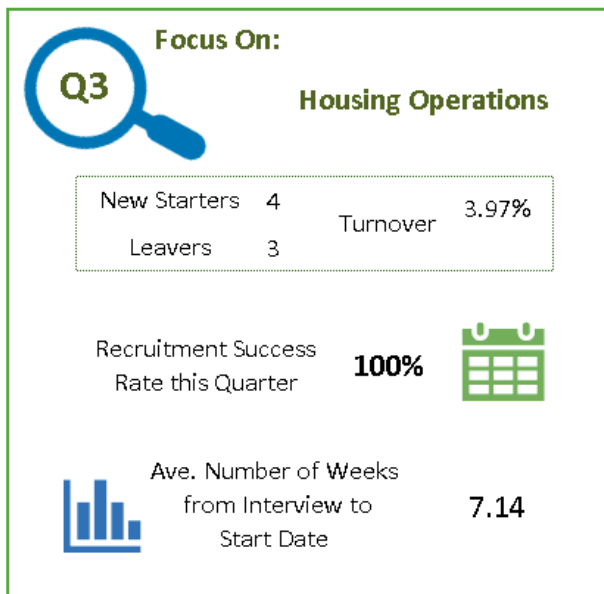 Focus On:
Q3
Housing Operations
New Starters 4
Turnover 3.97%
Leavers 3
Recruitment Success
Rate this Quarter
100%
Ave. Number of Weeks
from Interview to
Start Date
7.14